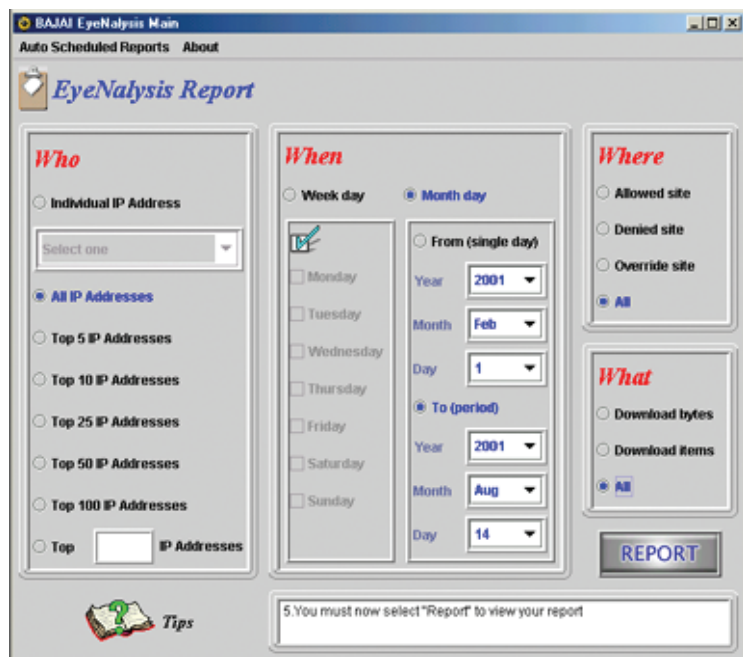 BAJAI EyeNalysis Main
Auto Scheduled Reports About
EyeNalysis Report
Who
Individual IP Address
Select one
All IP Addresses
Top 5 IP Addresses
Top 10 IP Addresses
Top 25 IP Addresses
Top 50 IP Addresses
Top 100 IP Addresses
Top IP Addresses
When
Week day Month day
Monday
Tuesday
Wednesday
Thursday
Friday
Saturday
Sunday
From (single day)
Year 2001
Month Feb
Day 1
To (period)
Year 2001
Month Aug
Day 14
Where
Allowed site
Denied site
Override site
All
What
Download bytes
Download items
All
REPORT
Tips
5.You must now select "Report" to view your report